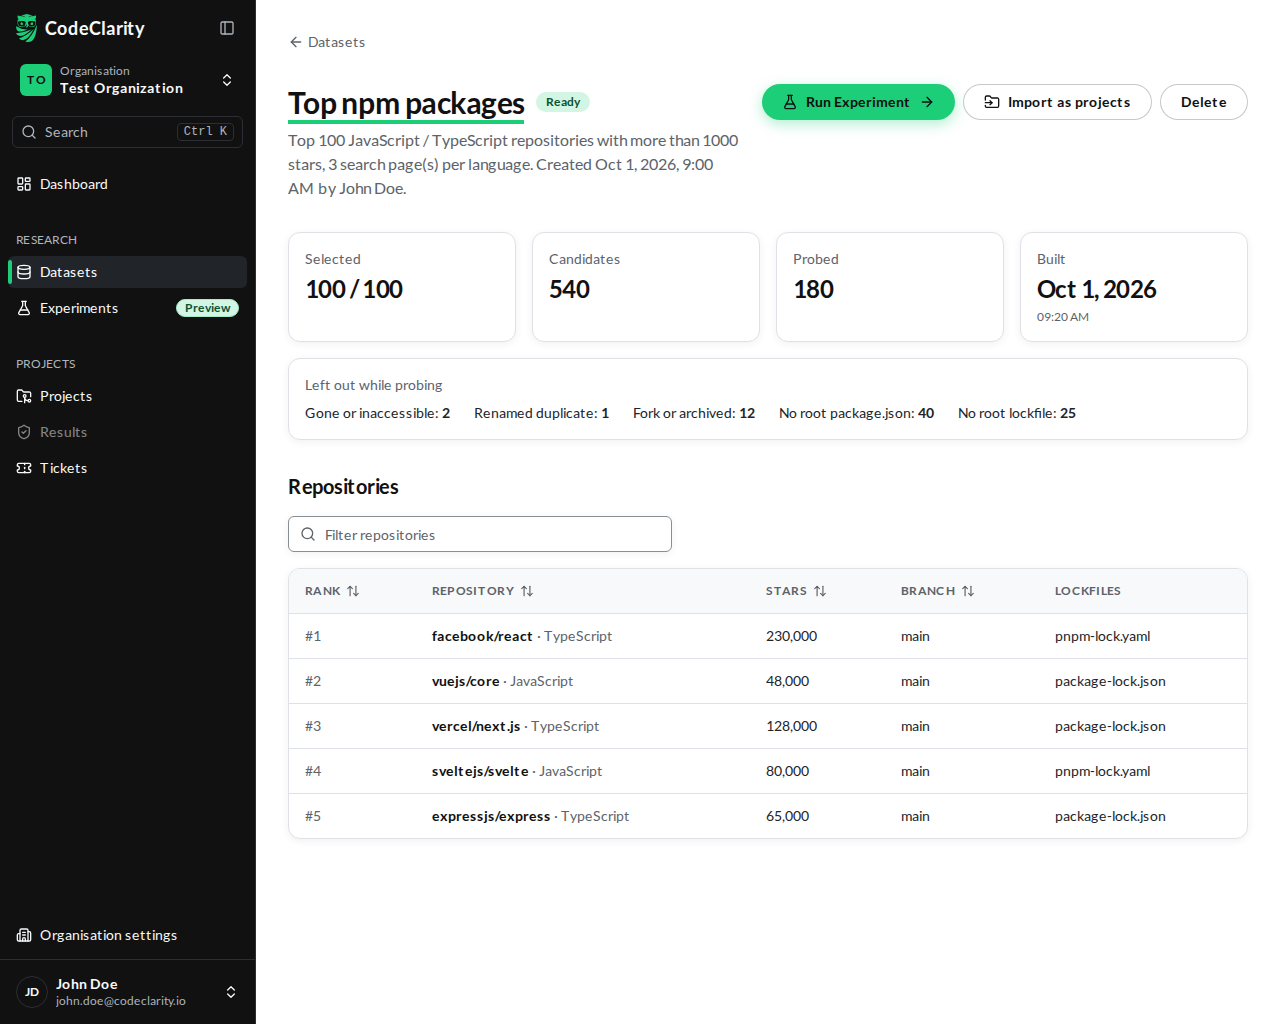 CodeClarity
TO
Organisation
Test Organization
Search
Ctrl K
Dashboard
RESEARCH
Datasets
Experiments
Preview
PROJECTS
Projects
Results
Tickets
Organisation settings
JD
John Doe
john.doe@codeclarity.io
Datasets
Top npm packages
Ready
Run Experiment
Import as projects
Delete
Top 100 JavaScript / TypeScript repositories with more than 1000
stars, 3 search page(s) per language. Created Oct 1, 2026, 9:00
AM by John Doe.
Selected
100 / 100
Candidates
540
Probed
180
Built
Oct 1, 2026
09:20 AM
Left out while probing
Gone or inaccessible: 2 Renamed duplicate: 1 Fork or archived: 12 No root package.json: 40 No root lockfile: 25
Repositories
Filter repositories
RANK REPOSITORY STARS BRANCH LOCKFILES
#1 facebook/react · TypeScript 230,000 main pnpm-lock.yaml
#2 vuejs/core · JavaScript 48,000 main package-lock.json
#3 vercel/next.js · TypeScript 128,000 main package-lock.json
#4 sveltejs/svelte · JavaScript 80,000 main pnpm-lock.yaml
#5 expressjs/express · TypeScript 65,000 main package-lock.json